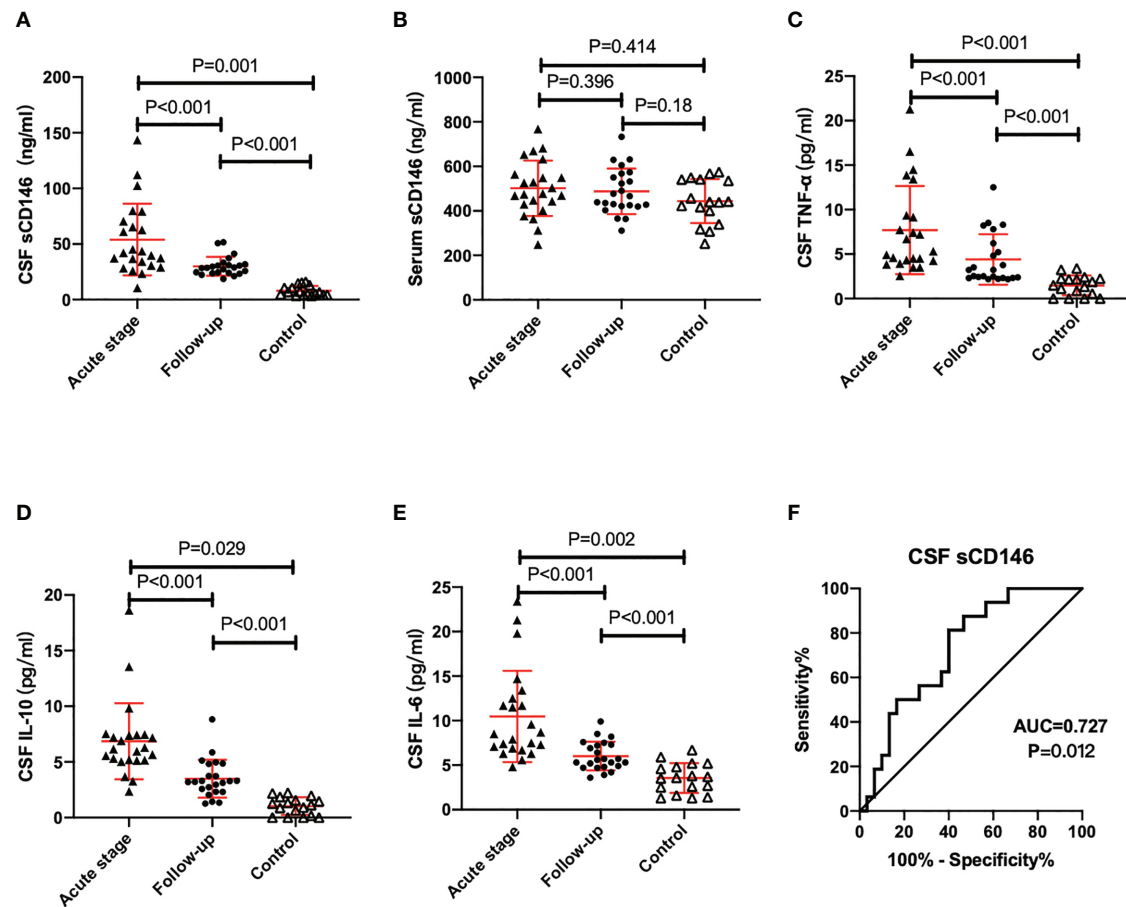 A
P=0.001
P<0.001
P<0.001
CSF sCD146 (ng/ml)
200
150
100
50
0
Acute stage
Follow-up
Control
B
P=0.414
P=0.396
P=0.18
Serum sCD146 (ng/ml)
1000
800
600
400
200
0
Acute stage
Follow-up
Control
C
P<0.001
P<0.001
P<0.001
CSF TNF-α (pg/ml)
25
20
15
10
5
0
Acute stage
Follow-up
Control
D
P=0.029
P<0.001
P<0.001
CSF IL-10 (pg/ml)
20
15
10
5
0
Acute stage
Follow-up
Control
E
P=0.002
P<0.001
P<0.001
CSF IL-6 (pg/ml)
25
20
15
10
5
0
Acute stage
Follow-up
Control
F
CSF sCD146
Sensitivity%
100
80
60
40
20
0
AUC=0.727
P=0.012
0 20 40 60 80 100
100% - Specificity%